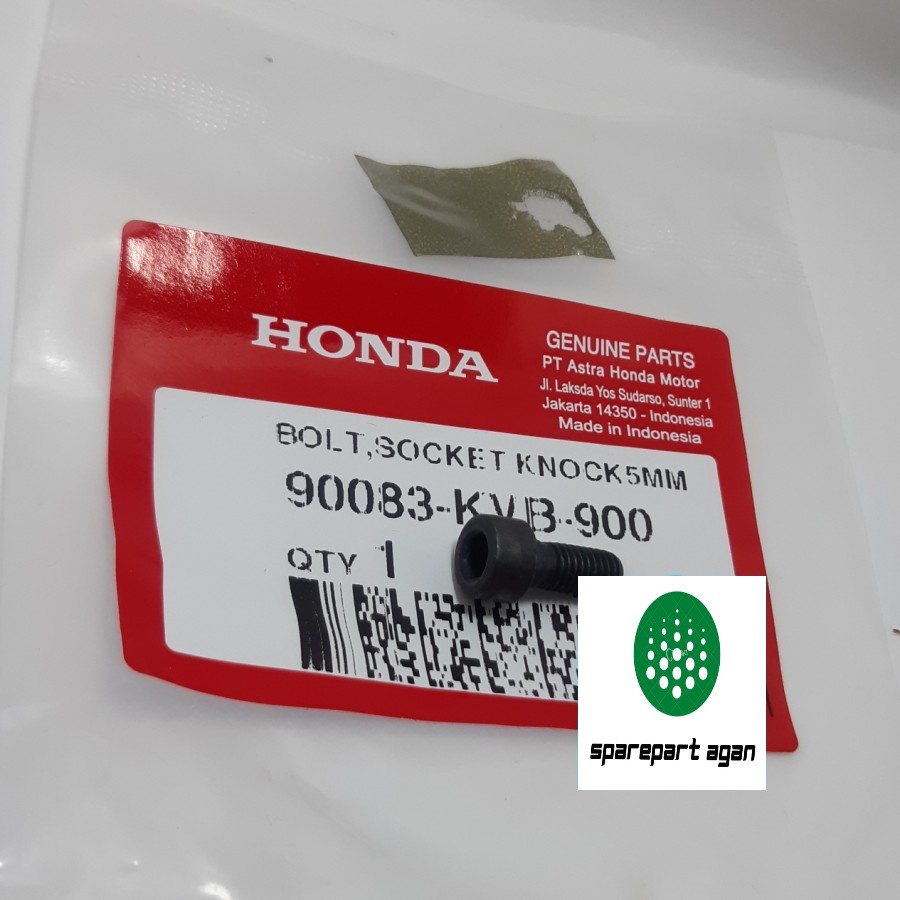 HONDA
GENUINE PARTS
PT Astra Honda Motor
Jl. Laksda Yos Sudarso, Sunter 1
Jakarta 14350 - Indonesia
Made in Indonesia
BOLT,SOCKET KNOCK5MM
90083-KVB-900
QTY 1
sparepart agan